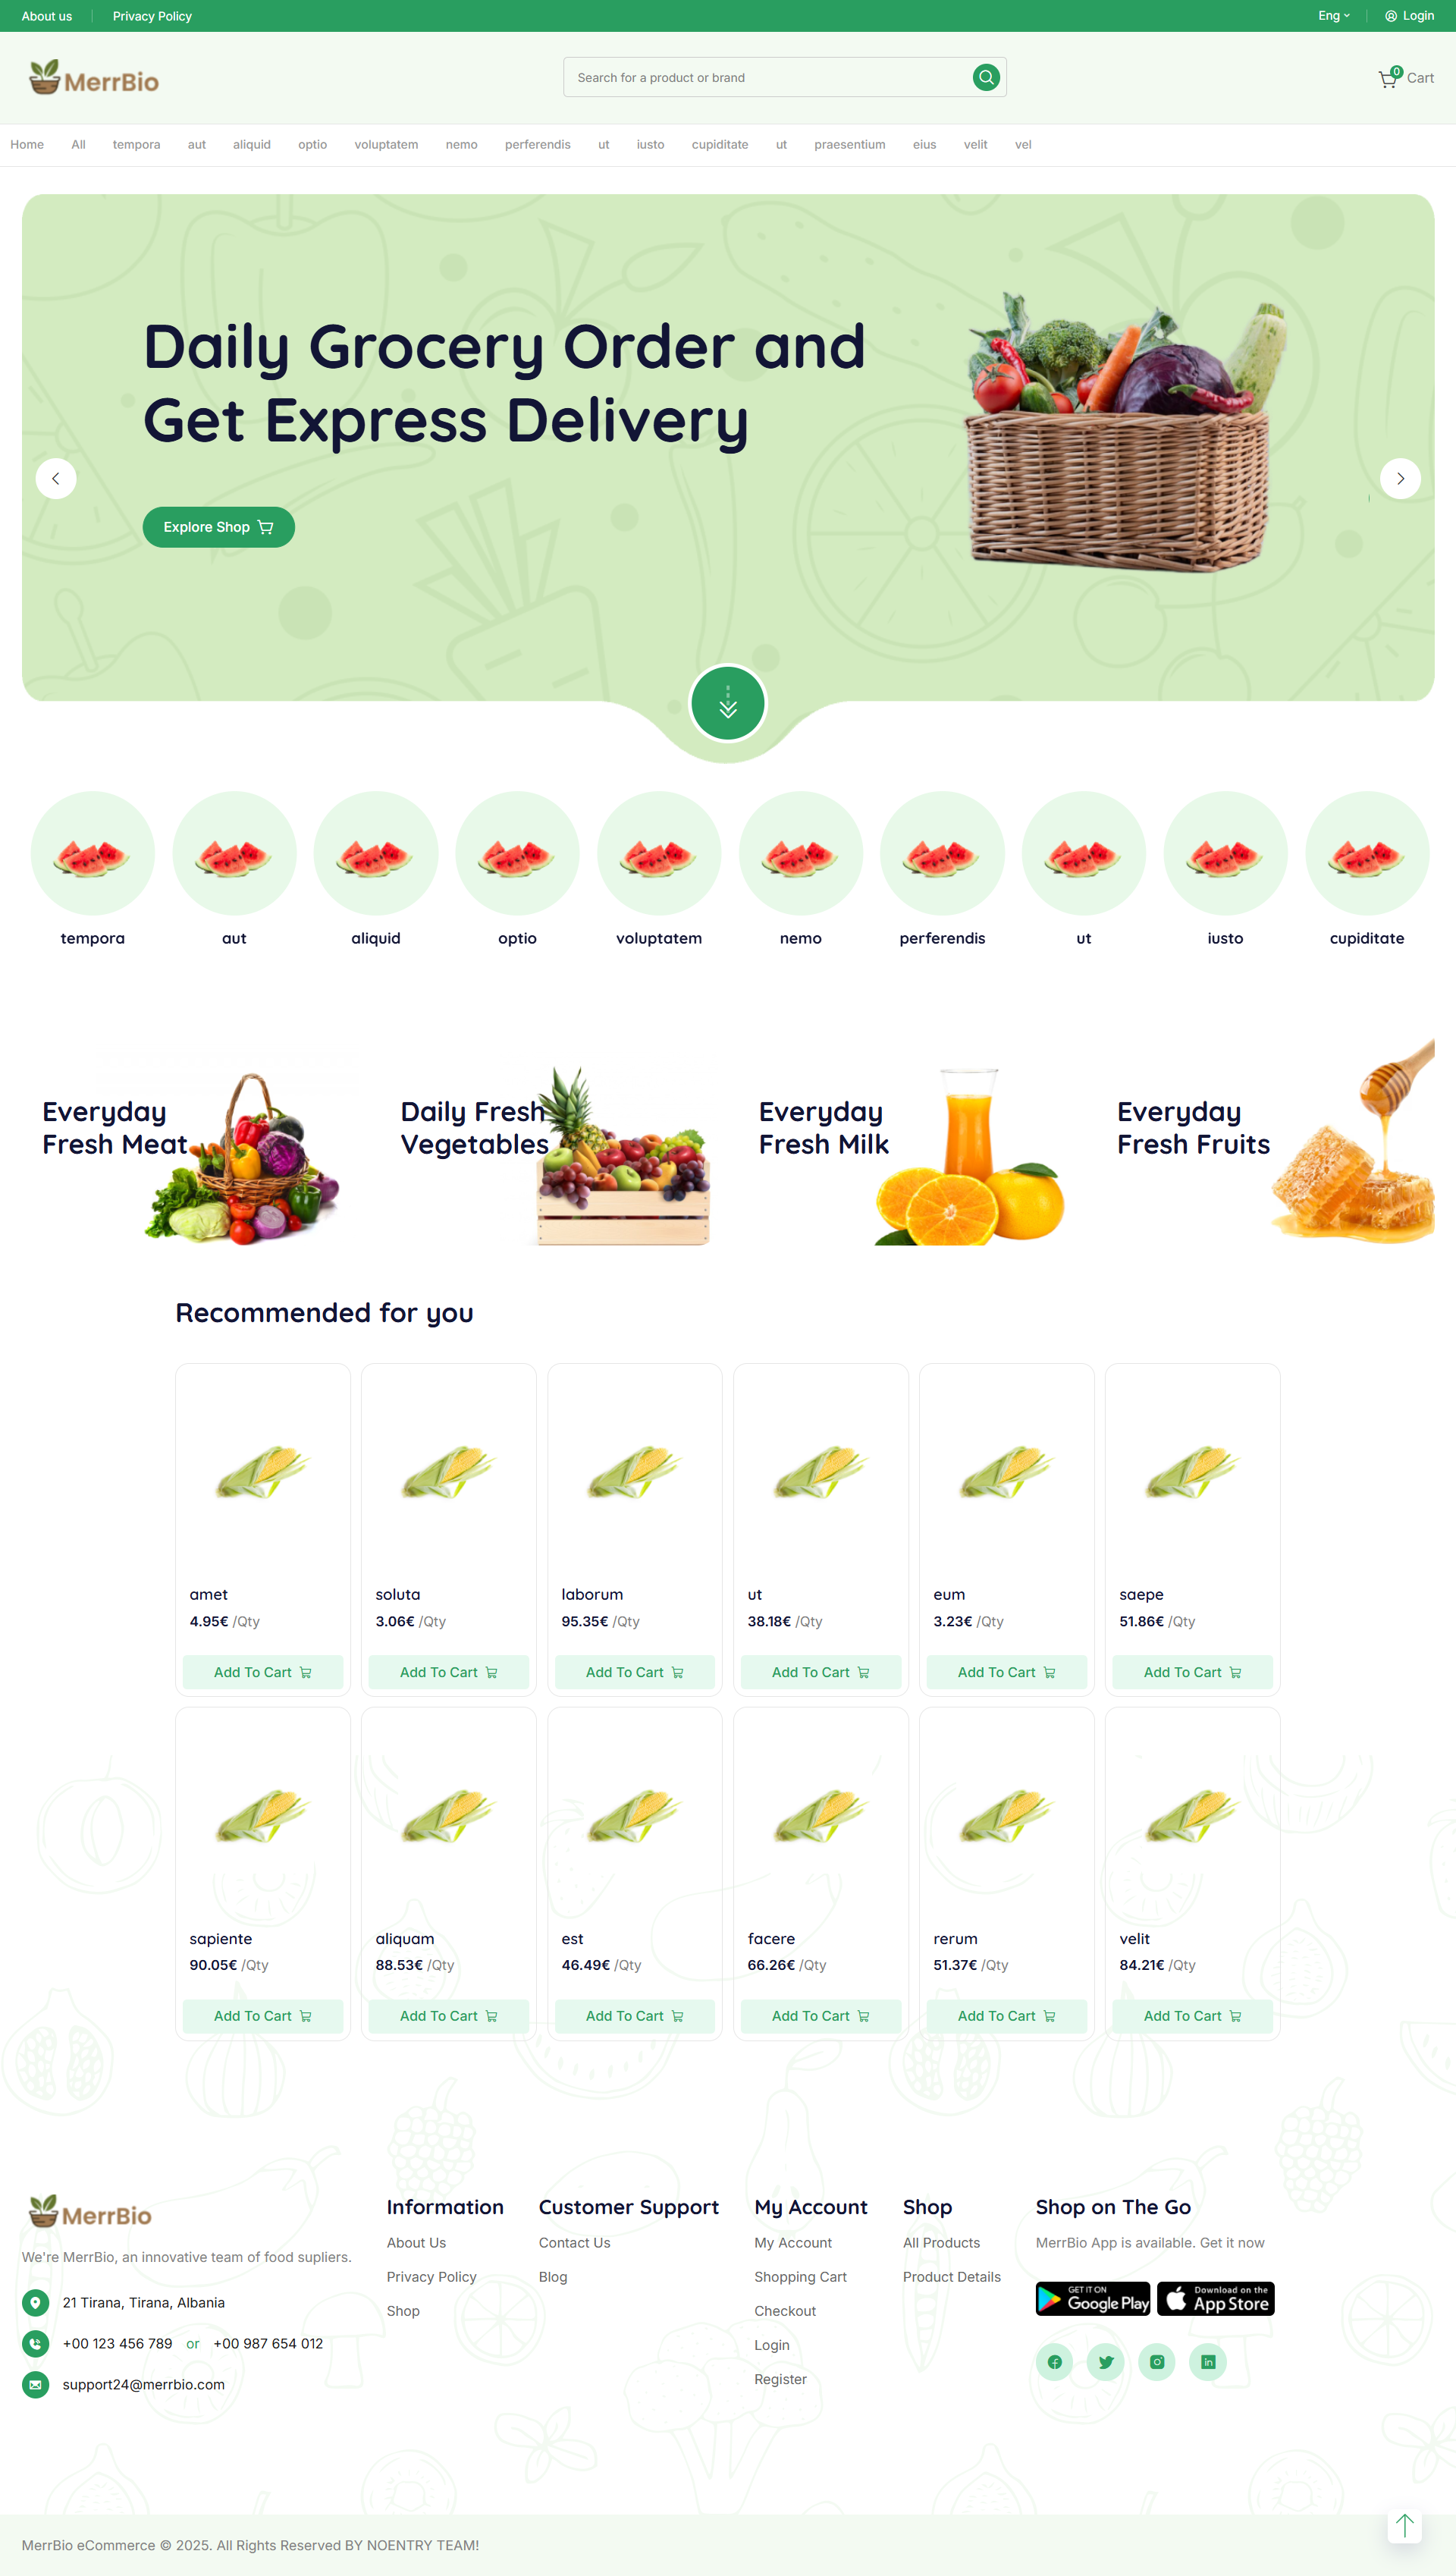 About us
Privacy Policy
Eng
Login
MerrBio
Search for a product or brand
0
Cart
Home
All
tempora
aut
aliquid
optio
voluptatem
nemo
perferendis
ut
iusto
cupiditate
ut
praesentium
eius
velit
vel
Daily Grocery Order and
Get Express Delivery
Explore Shop
tempora
aut
aliquid
optio
voluptatem
nemo
perferendis
ut
iusto
cupiditate
Everyday
Fresh Meat
Daily Fresh
Vegetables
Everyday
Fresh Milk
Everyday
Fresh Fruits
Recommended for you
amet
4.95€ /Qty
Add To Cart
soluta
3.06€ /Qty
Add To Cart
laborum
95.35€ /Qty
Add To Cart
ut
38.18€ /Qty
Add To Cart
eum
3.23€ /Qty
Add To Cart
saepe
51.86€ /Qty
Add To Cart
sapiente
90.05€ /Qty
Add To Cart
aliquam
88.53€ /Qty
Add To Cart
est
46.49€ /Qty
Add To Cart
facere
66.26€ /Qty
Add To Cart
rerum
51.37€ /Qty
Add To Cart
velit
84.21€ /Qty
Add To Cart
MerrBio
We're MerrBio, an innovative team of food supliers.
21 Tirana, Tirana, Albania
+00 123 456 789 or +00 987 654 012
support24@merrbio.com
Information
About Us
Privacy Policy
Shop
Customer Support
Contact Us
Blog
My Account
My Account
Shopping Cart
Checkout
Login
Register
Shop
All Products
Product Details
Shop on The Go
MerrBio App is available. Get it now
GET IT ON
Google Play
Download on the
App Store
in
MerrBio eCommerce © 2025. All Rights Reserved BY NOENTRY TEAM!